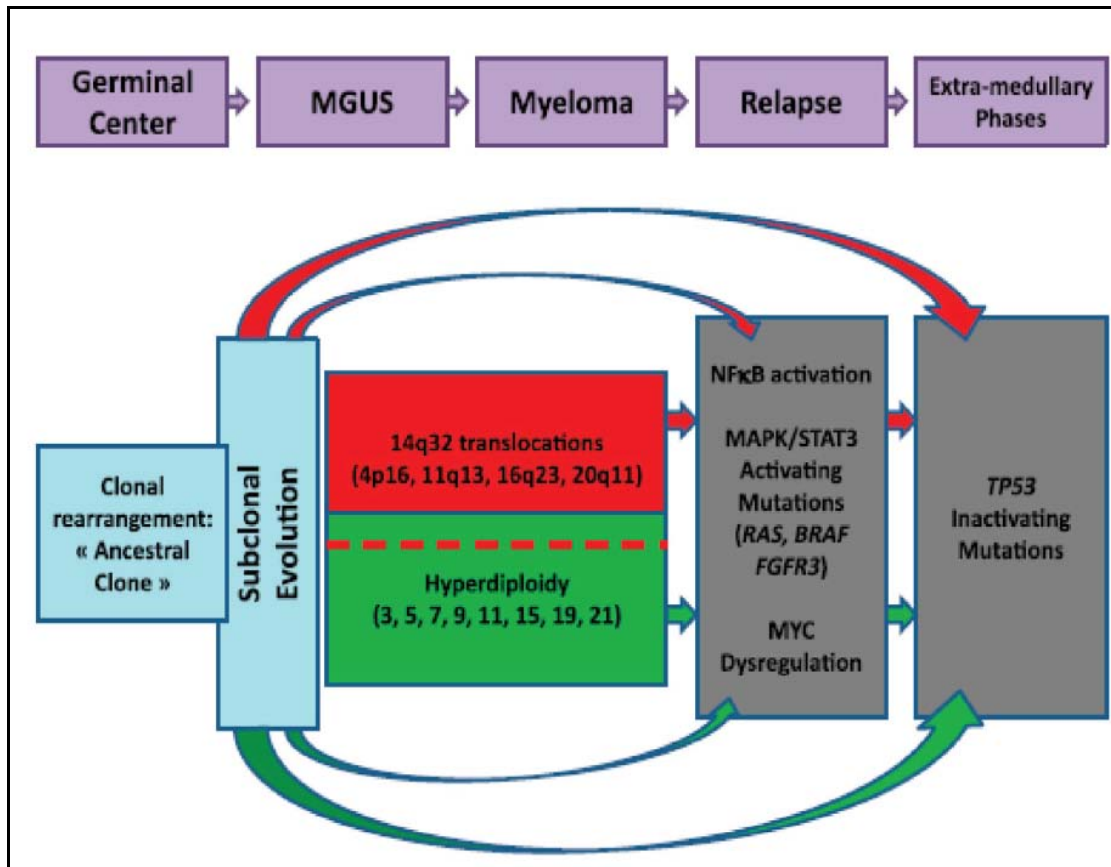 Germinal
Center
MGUS
Myeloma
Relapse
Extra-medullary
Phases
Clonal
rearrangement:
« Ancestral
Clone »
Subclonal
Evolution
14q32 translocations
(4p16, 11q13, 16q23, 20q11)
Hyperdiploidy
(3, 5, 7, 9, 11, 15, 19, 21)
NFκB activation
MAPK/STAT3
Activating
Mutations
(RAS, BRAF
FGFR3)
MYC
Dysregulation
TP53
Inactivating
Mutations